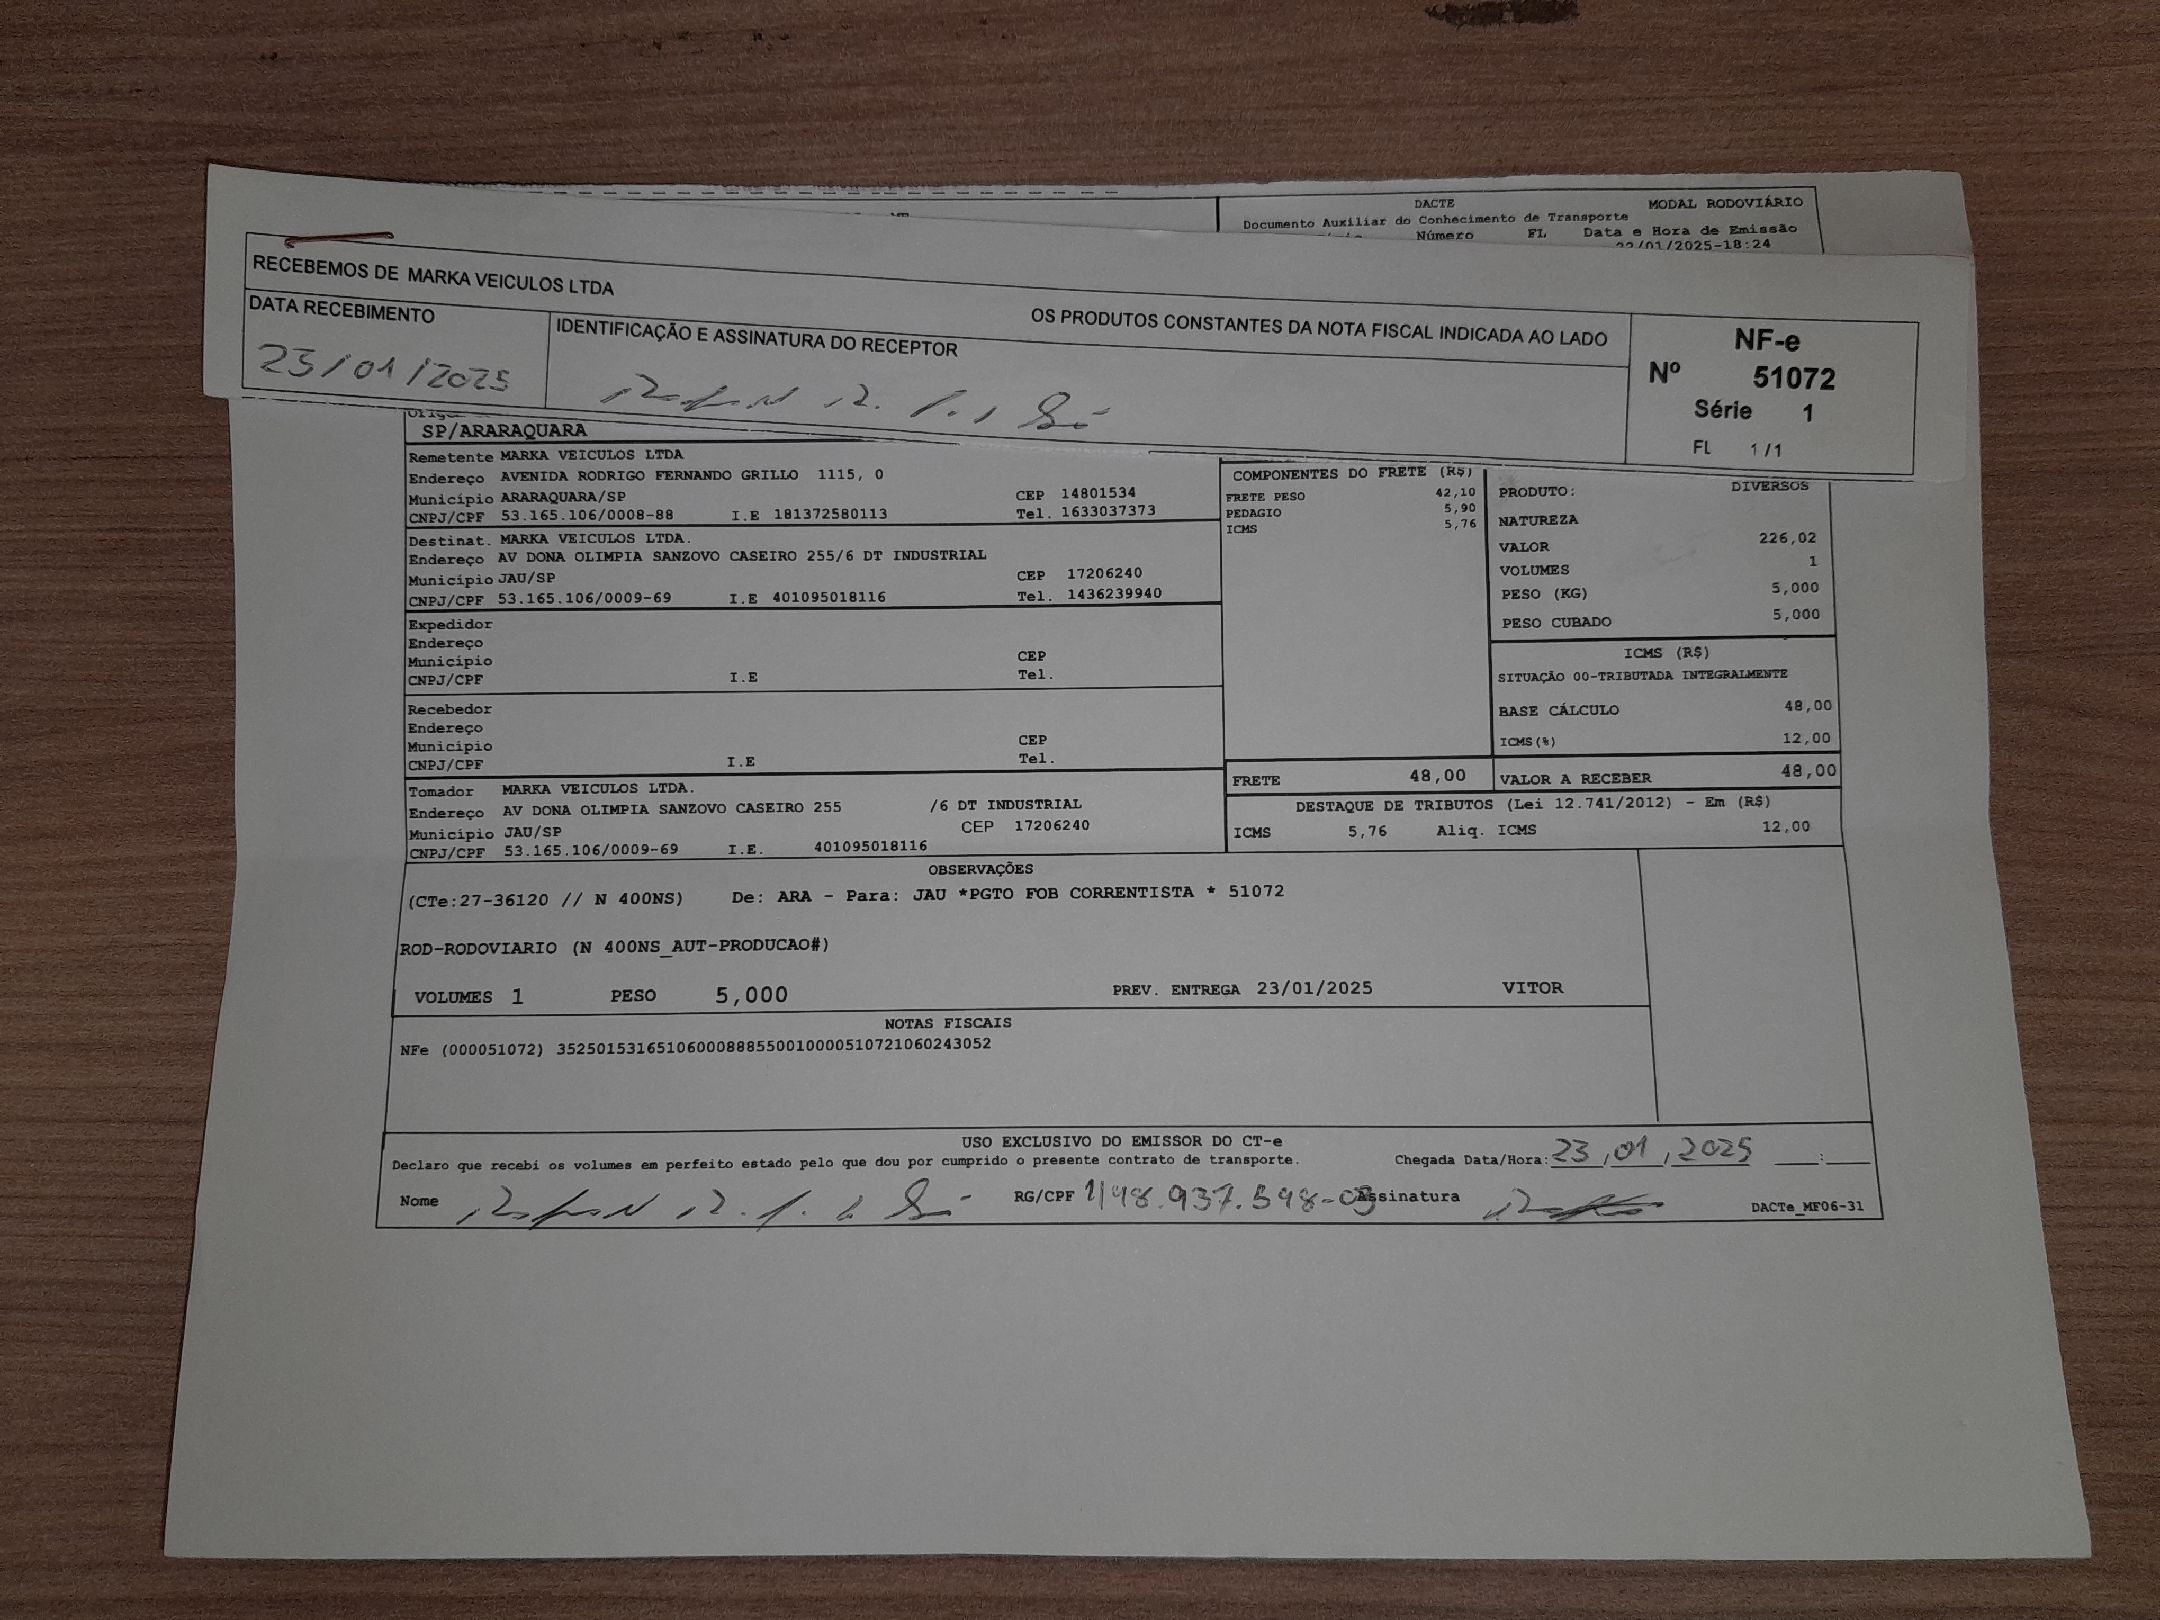 DACTE MODAL RODOVIÁRIO
Documento Auxiliar do Conhecimento de Transporte
Número FL Data e Hora de Emissão
22/01/2025-18:24
RECEBEMOS DE MARKA VEICULOS LTDA
OS PRODUTOS CONSTANTES DA NOTA FISCAL INDICADA AO LADO
DATA RECEBIMENTO
23/01/2025
IDENTIFICAÇÃO E ASSINATURA DO RECEPTOR
NF-e
Nº 51072
Série 1
FL 1/1
SP/ARARAQUARA
Remetente MARKA VEICULOS LTDA
Endereço AVENIDA RODRIGO FERNANDO GRILLO 1115, 0
Município ARARAQUARA/SP CEP 14801534
CNPJ/CPF 53.165.106/0008-88 I.E 181372580113 Tel. 1633037373
Destinat. MARKA VEICULOS LTDA.
Endereço AV DONA OLIMPIA SANZOVO CASEIRO 255/6 DT INDUSTRIAL
Município JAU/SP CEP 17206240
CNPJ/CPF 53.165.106/0009-69 I.E 401095018116 Tel. 1436239940
Expedidor
Endereço
Município CEP
CNPJ/CPF I.E Tel.
Recebedor
Endereço
Município CEP
CNPJ/CPF I.E Tel.
Tomador MARKA VEICULOS LTDA.
Endereço AV DONA OLIMPIA SANZOVO CASEIRO 255 /6 DT INDUSTRIAL
Município JAU/SP CEP 17206240
CNPJ/CPF 53.165.106/0009-69 I.E. 401095018116
COMPONENTES DO FRETE (R$)
FRETE PESO 42,10
PEDAGIO 5,90
ICMS 5,76
FRETE 48,00
PRODUTO: DIVERSOS
NATUREZA
VALOR 226,02
VOLUMES 1
PESO (KG) 5,000
PESO CUBADO 5,000
ICMS (R$)
SITUAÇÃO 00-TRIBUTADA INTEGRALMENTE
BASE CÁLCULO 48,00
ICMS(%) 12,00
VALOR A RECEBER 48,00
DESTAQUE DE TRIBUTOS (Lei 12.741/2012) - Em (R$)
ICMS 5,76 Aliq. ICMS 12,00
OBSERVAÇÕES
(CTe:27-36120 // N 400NS) De: ARA - Para: JAU *PGTO FOB CORRENTISTA * 51072
ROD-RODOVIARIO (N 400NS_AUT-PRODUCAO#)
VOLUMES 1 PESO 5,000 PREV. ENTREGA 23/01/2025 VITOR
NOTAS FISCAIS
NFe (000051072) 35250153165106000888550010000510721060243052
USO EXCLUSIVO DO EMISSOR DO CT-e
Declaro que recebi os volumes em perfeito estado pelo que dou por cumprido o presente contrato de transporte. Chegada Data/Hora: 23,01,2025
Nome RG/CPF Assinatura
DACTe_MF06-31